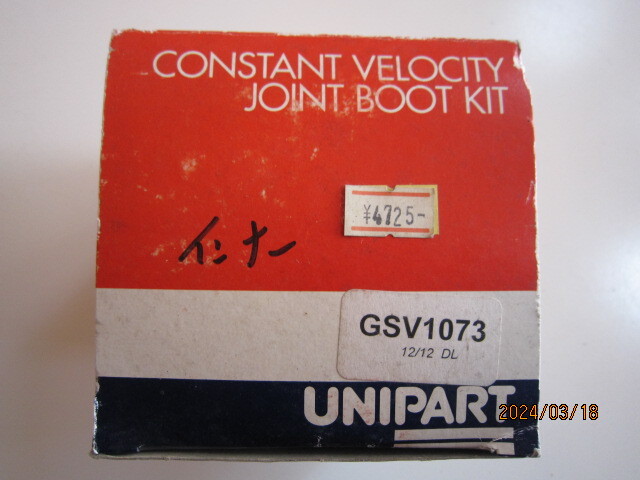 CONSTANT VELOCITY
JOINT BOOT KIT
¥4725-
インナー
GSV1073
12/12 DL
UNIPART
2024/03/18